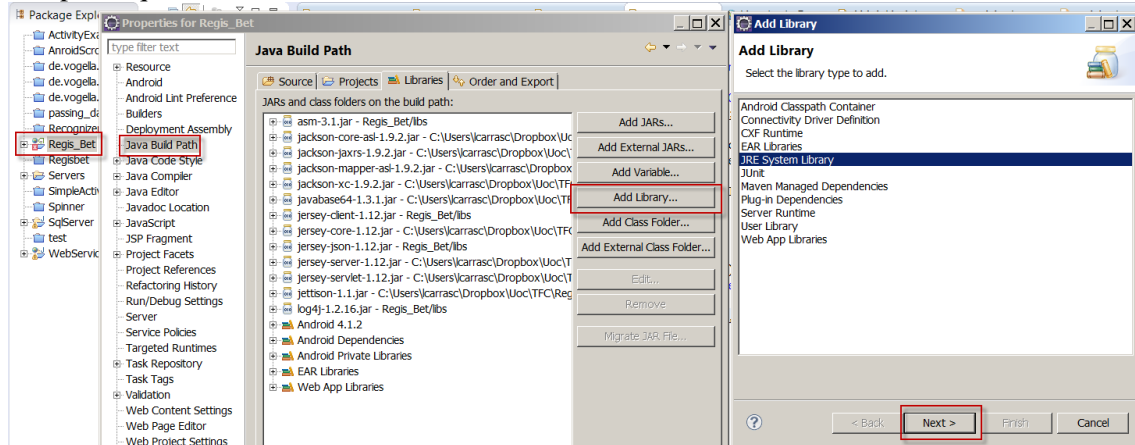 Package Explo
ActivityExa
AnroidScro
de.vogella.
de.vogella.
de.vogella.
passing_da
Recognizer
Regis_Bet
Regisbet
Servers
SimpleActiv
Spinner
SqlServer
test
WebServic
Properties for Regis_Bet
type filter text
Resource
Android
Android Lint Preference
Builders
Deployment Assembly
Java Build Path
Java Code Style
Java Compiler
Java Editor
Javadoc Location
JavaScript
JSP Fragment
Project Facets
Project References
Refactoring History
Run/Debug Settings
Server
Service Policies
Targeted Runtimes
Task Repository
Task Tags
Validation
Web Content Settings
Web Page Editor
Web Project Settings
Java Build Path
Source Projects Libraries Order and Export
JARs and class folders on the build path:
asm-3.1.jar - Regis_Bet/libs
jackson-core-asl-1.9.2.jar - C:\Users\lcarrasc\Dropbox\Uoc
jackson-jaxrs-1.9.2.jar - C:\Users\lcarrasc\Dropbox\Uoc\
jackson-mapper-asl-1.9.2.jar - C:\Users\lcarrasc\Dropbox
jackson-xc-1.9.2.jar - C:\Users\lcarrasc\Dropbox\Uoc\TF
javabase64-1.3.1.jar - C:\Users\lcarrasc\Dropbox\Uoc\TF
jersey-client-1.12.jar - Regis_Bet/libs
jersey-core-1.12.jar - C:\Users\lcarrasc\Dropbox\Uoc\TFC
jersey-json-1.12.jar - Regis_Bet/libs
jersey-server-1.12.jar - C:\Users\lcarrasc\Dropbox\Uoc\T
jersey-servlet-1.12.jar - C:\Users\lcarrasc\Dropbox\Uoc\T
jettison-1.1.jar - C:\Users\lcarrasc\Dropbox\Uoc\TFC\Reg
log4j-1.2.16.jar - Regis_Bet/libs
Android 4.1.2
Android Dependencies
Android Private Libraries
EAR Libraries
Web App Libraries
Add JARs...
Add External JARs...
Add Variable...
Add Library...
Add Class Folder...
Add External Class Folder...
Edit...
Remove
Migrate JAR File...
Add Library
Add Library
Select the library type to add.
Android Classpath Container
Connectivity Driver Definition
CXF Runtime
EAR Libraries
JRE System Library
JUnit
Maven Managed Dependencies
Plug-in Dependencies
Server Runtime
User Library
Web App Libraries
< Back Next > Finish Cancel